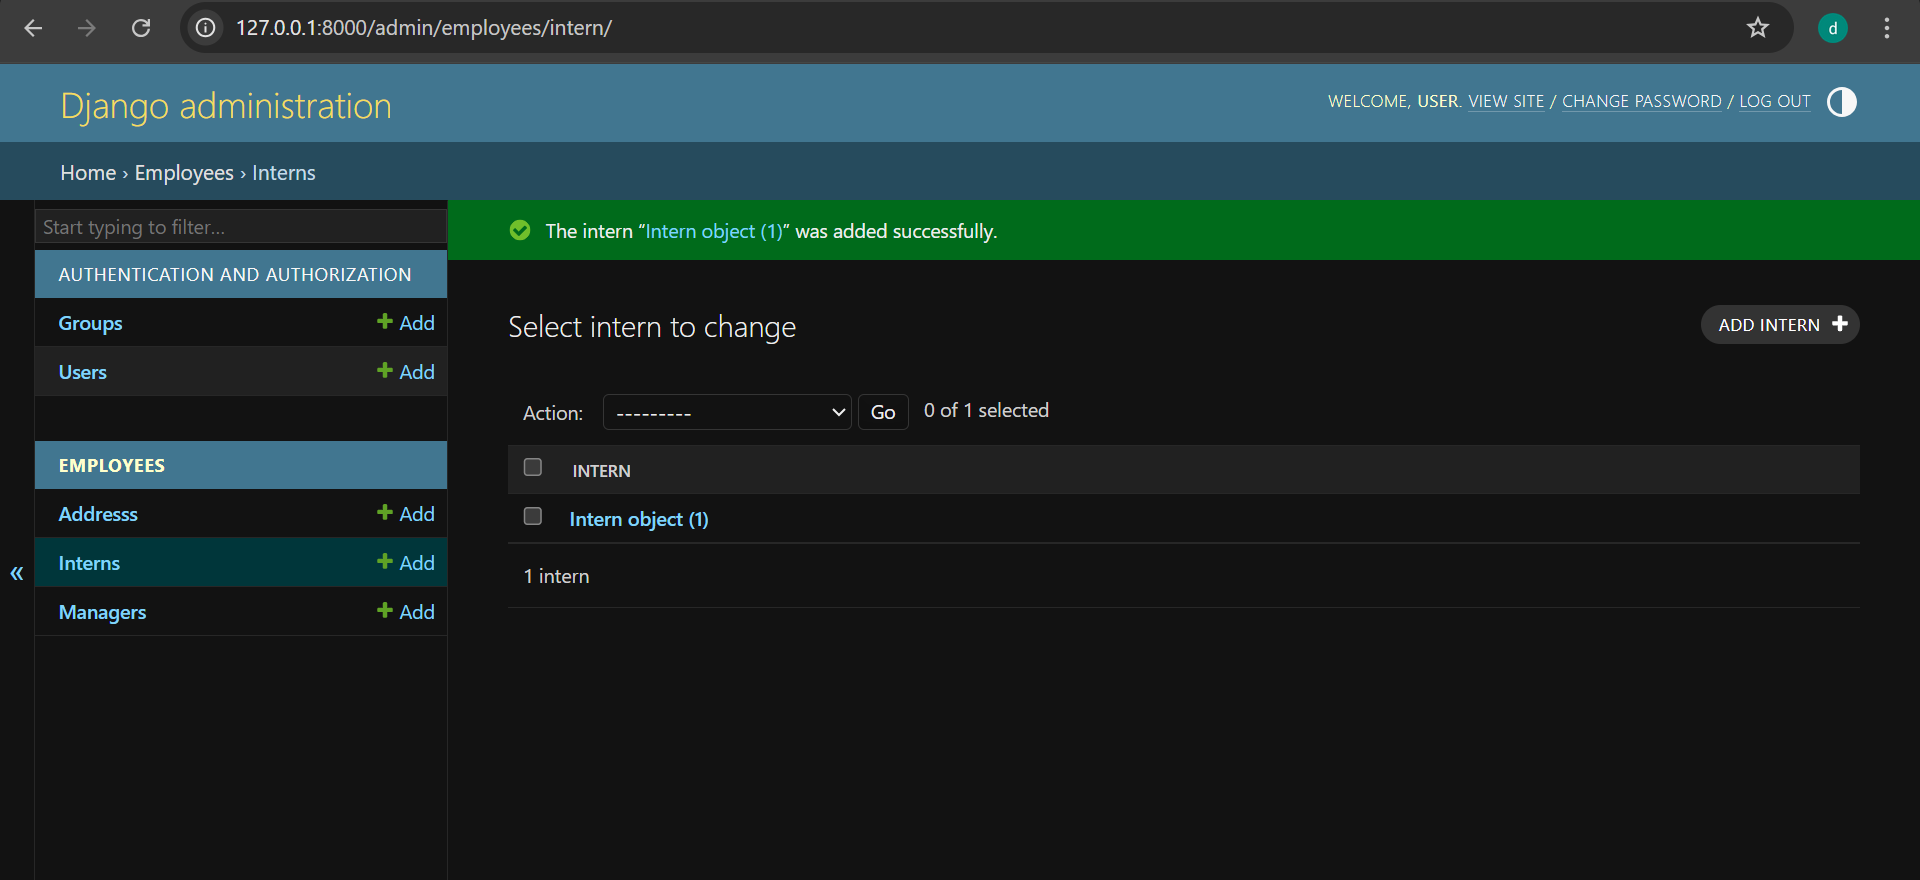 127.0.0.1:8000/admin/employees/intern/
d
Django administration
WELCOME, USER. VIEW SITE / CHANGE PASSWORD / LOG OUT
Home › Employees › Interns
Start typing to filter...
AUTHENTICATION AND AUTHORIZATION
Groups + Add
Users + Add
EMPLOYEES
Addresss + Add
Interns + Add
Managers + Add
«
The intern “Intern object (1)” was added successfully.
Select intern to change
ADD INTERN +
Action: --------- Go 0 of 1 selected
INTERN
Intern object (1)
1 intern